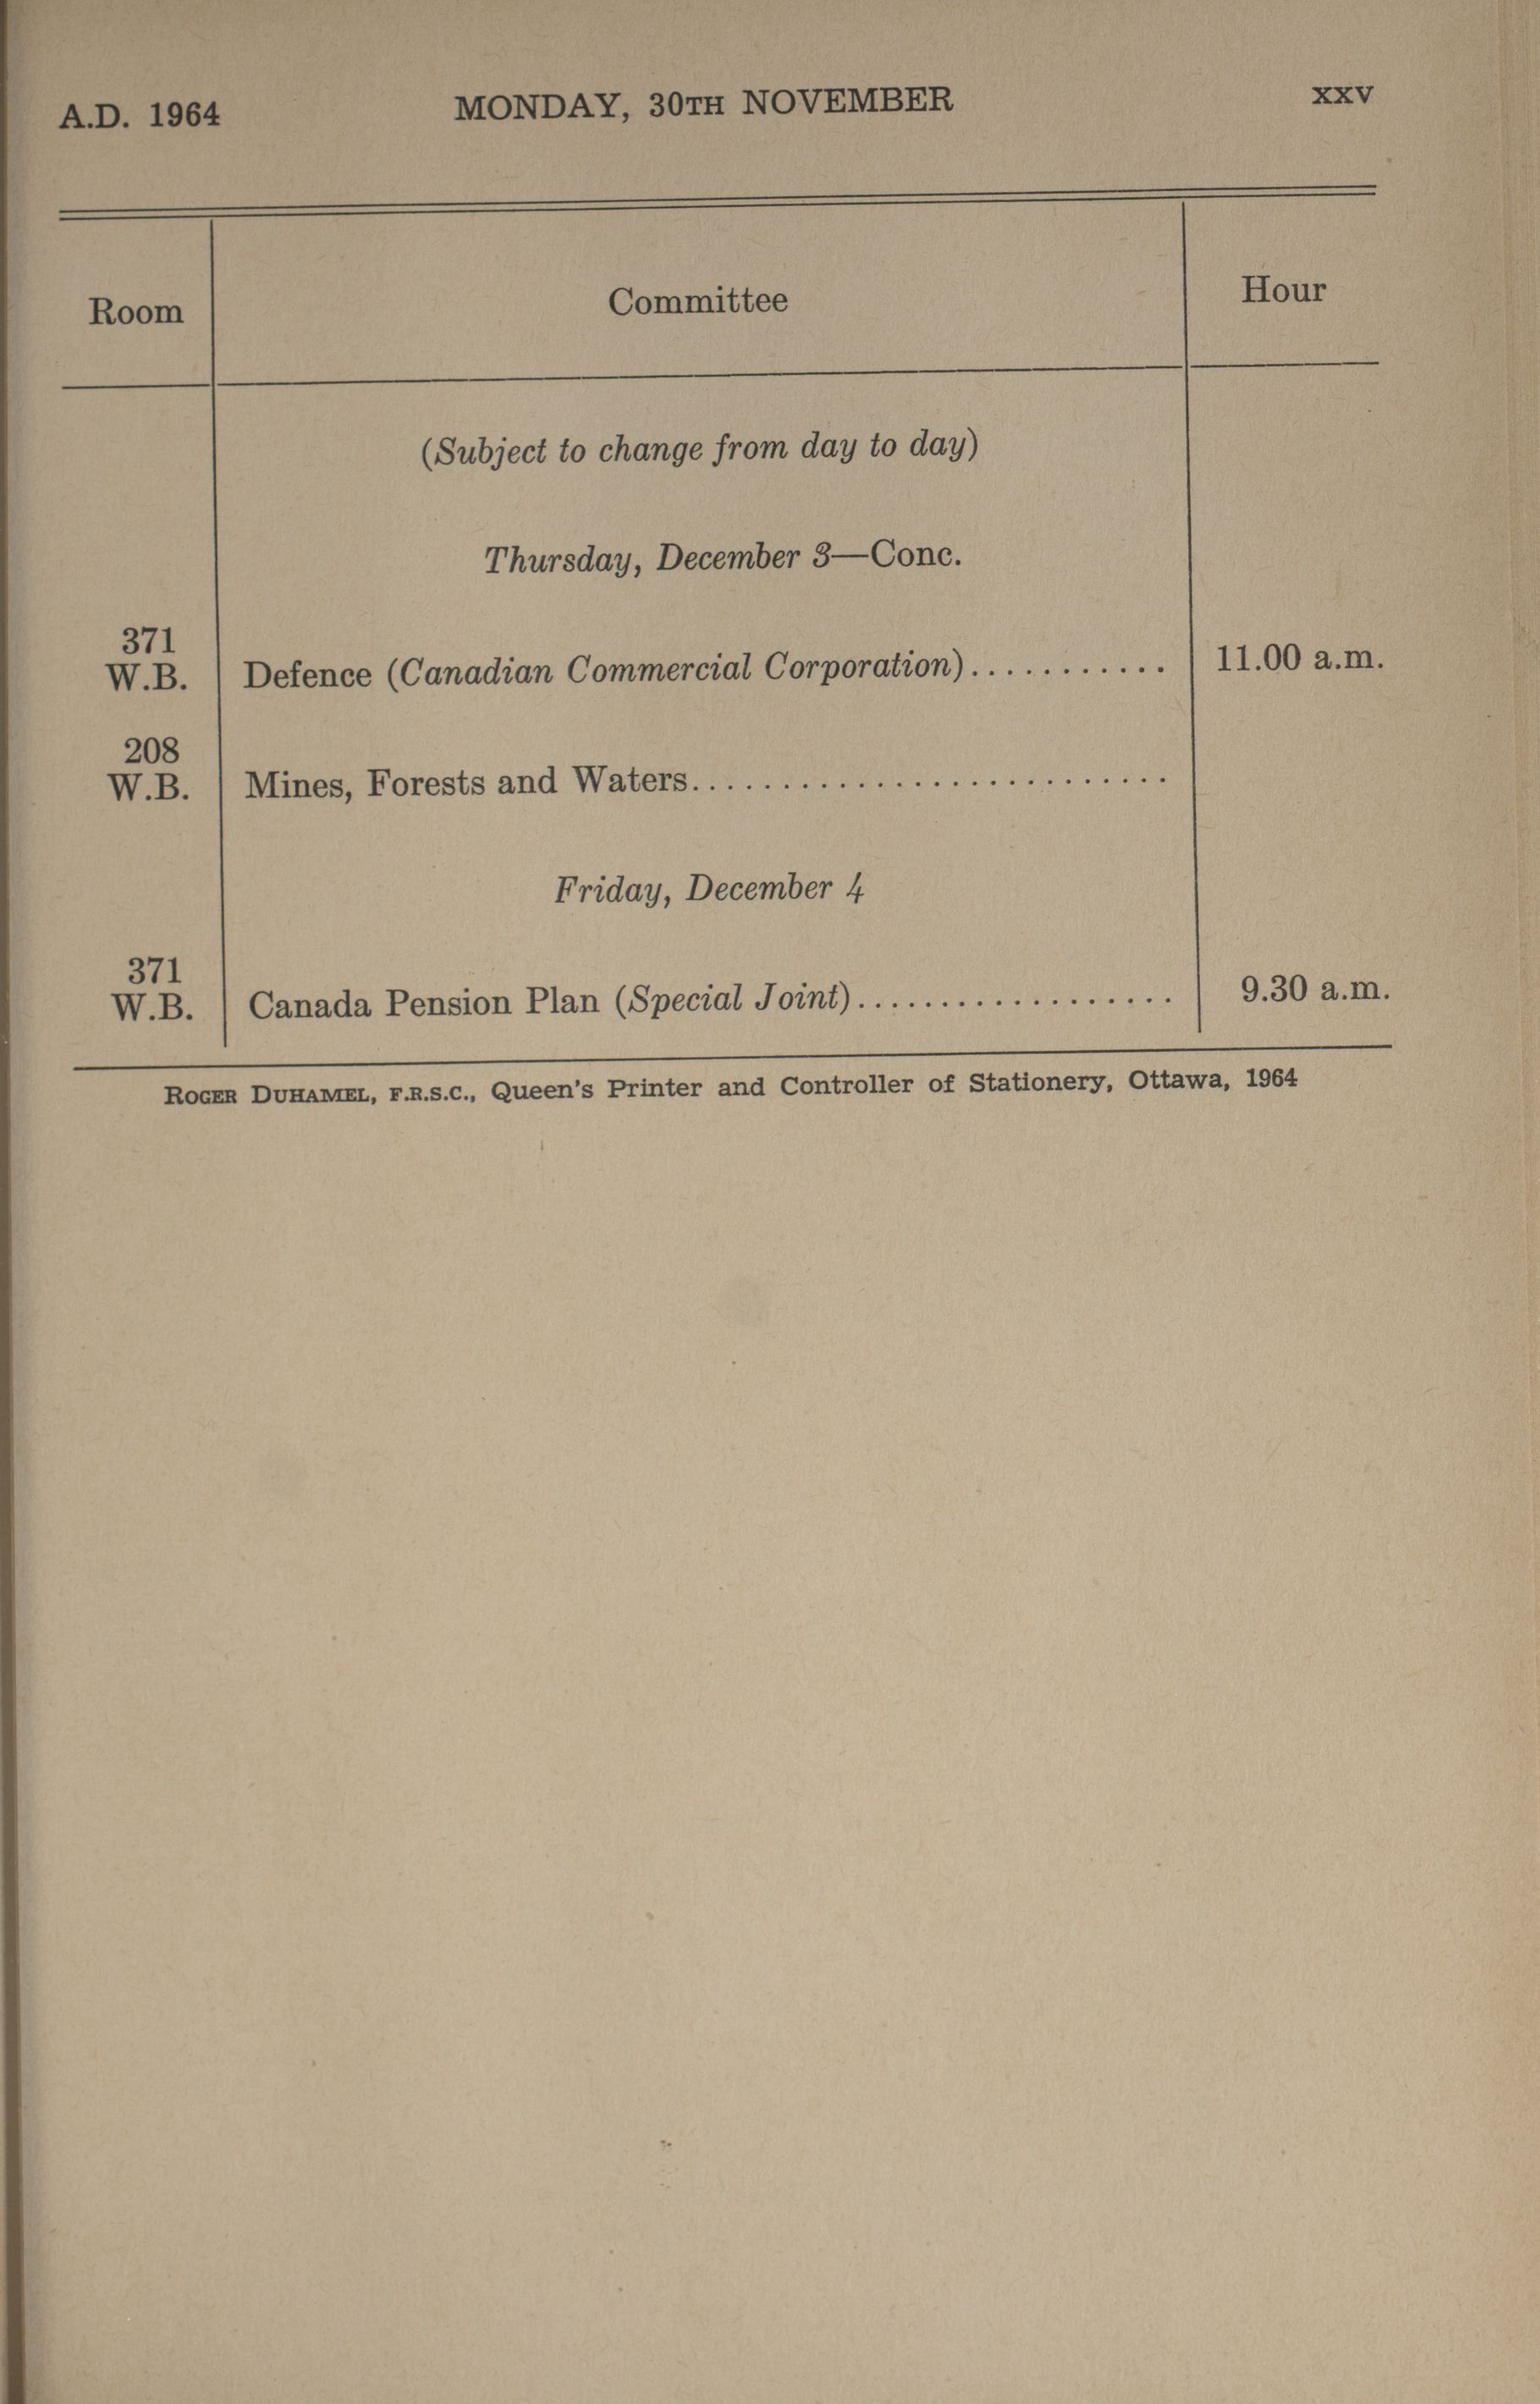 A.D. 1964 MONDAY, 30TH NOVEMBER xxv
Room Committee Hour
(Subject to change from day to day)
Thursday, December 3—Conc.
371
W.B. Defence (Canadian Commercial Corporation)........... 11.00 a.m.
208
W.B. Mines, Forests and Waters..........................
Friday, December 4
371
W.B. Canada Pension Plan (Special Joint).................. 9.30 a.m.
ROGER DUHAMEL, F.R.S.C., Queen's Printer and Controller of Stationery, Ottawa, 1964